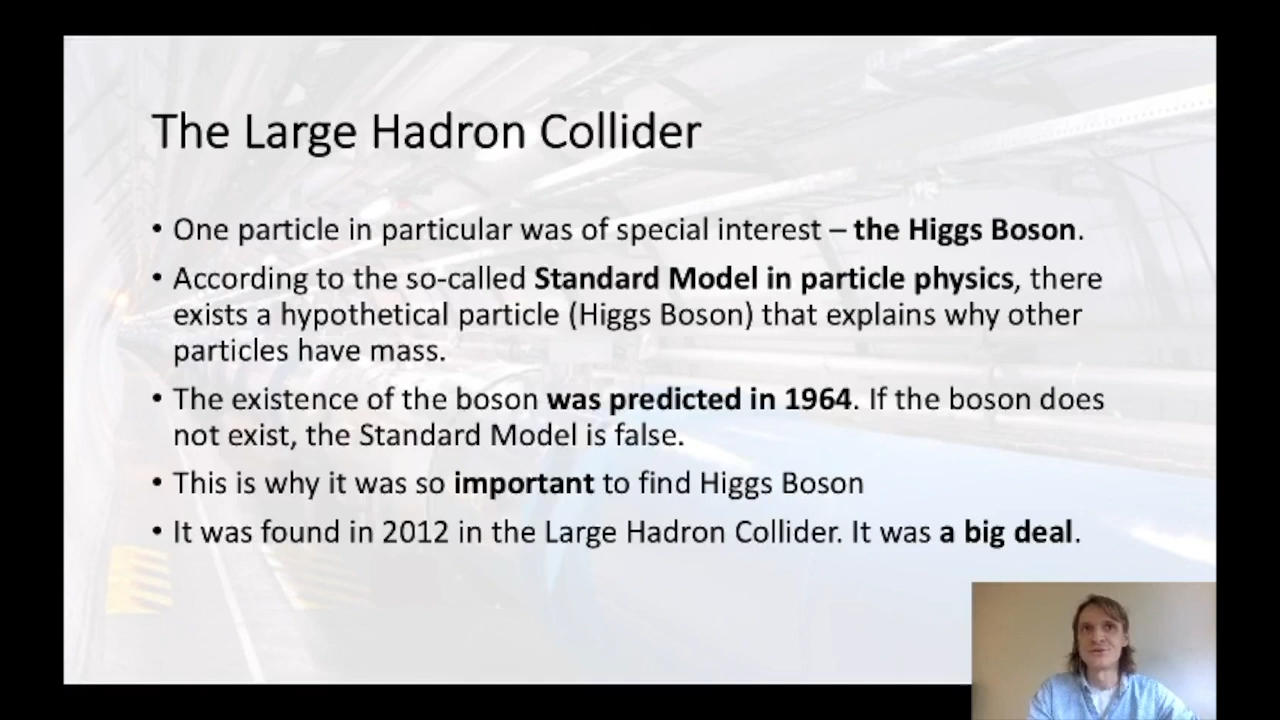 The Large Hadron Collider
• One particle in particular was of special interest – the Higgs Boson.
• According to the so-called Standard Model in particle physics, there
exists a hypothetical particle (Higgs Boson) that explains why other
particles have mass.
• The existence of the boson was predicted in 1964. If the boson does
not exist, the Standard Model is false.
• This is why it was so important to find Higgs Boson
• It was found in 2012 in the Large Hadron Collider. It was a big deal.